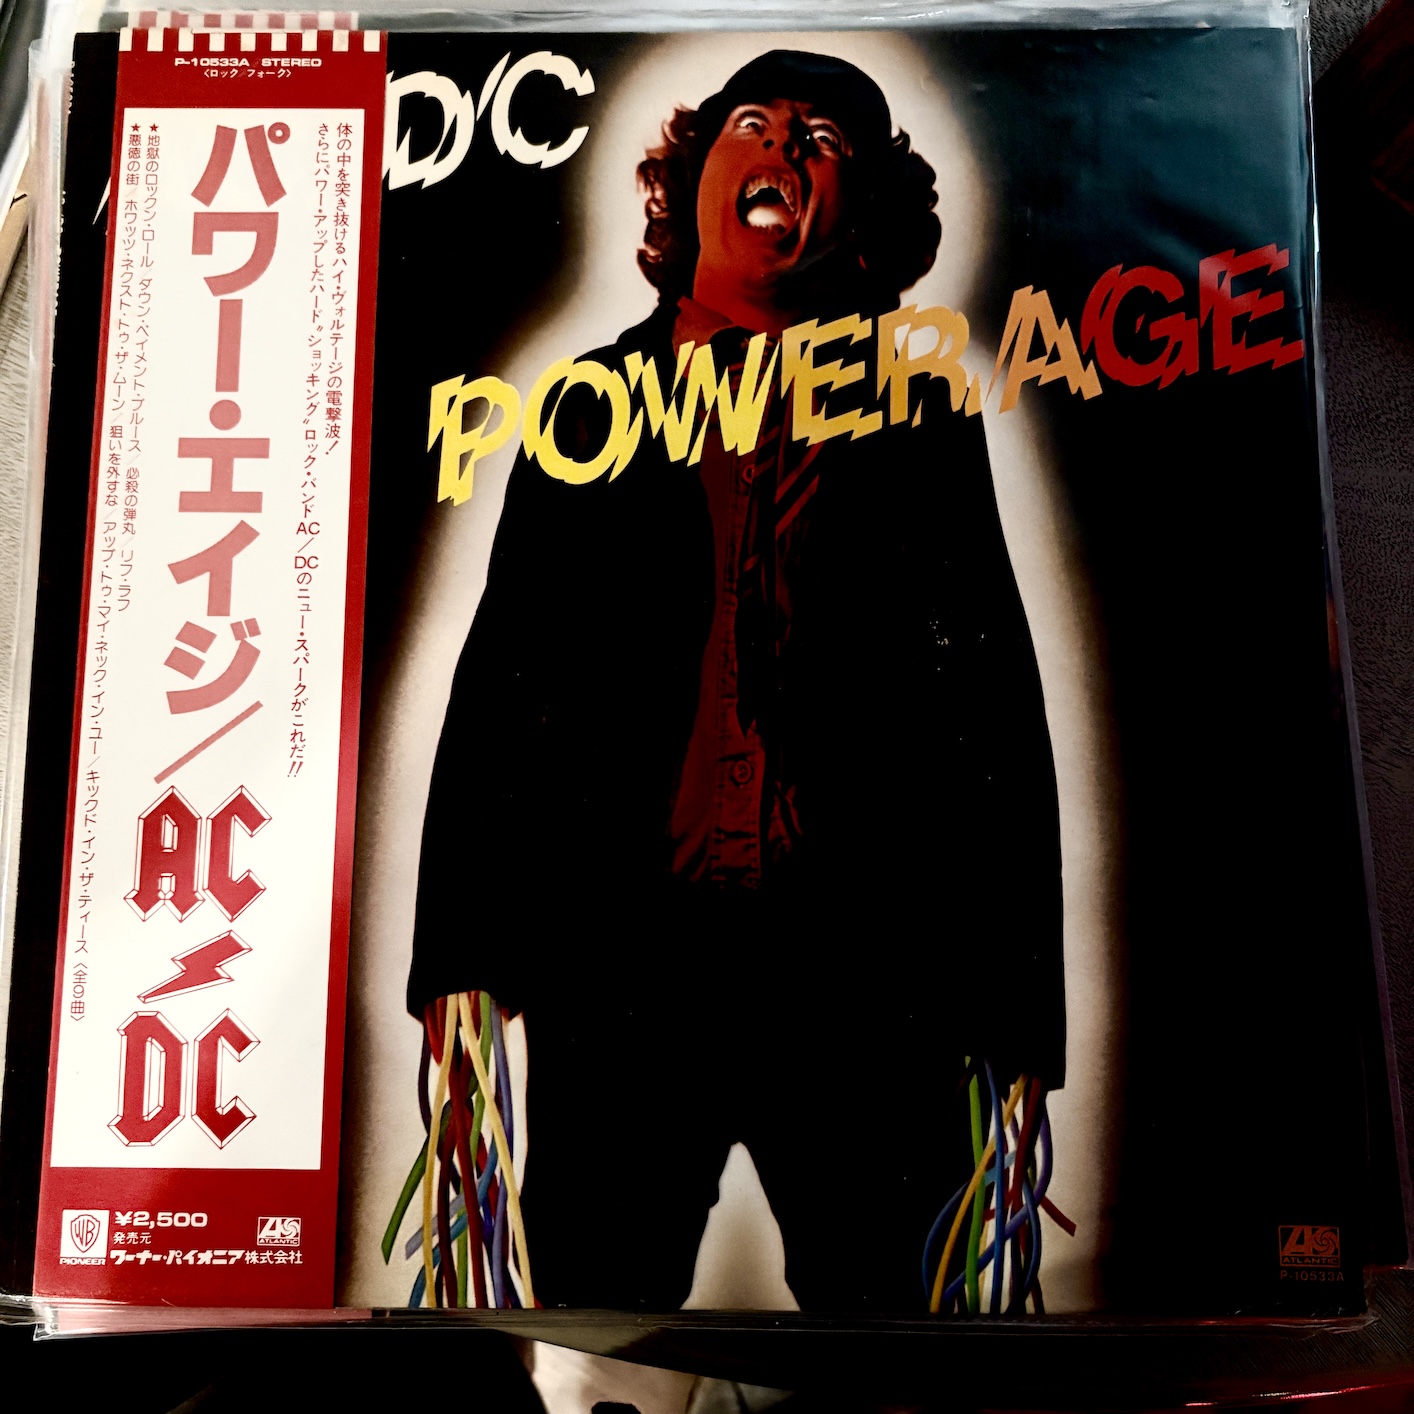 P-10533A STEREO
〈ロック フォーク〉
体の中を突き抜けるハイ・ヴォルテージの電撃波！
さらにパワー・アップしたハード〝ショッキング〟ロック・バンドAC／DCのニュー・スパークがこれだ!!
パワー・エイジ／AC DC
★地獄のロックン・ロール／ダウン・ペイメント・ブルース／必殺の弾丸／リフ・ラフ
★悪徳の街／ホワッツ・ネクスト・トゥ・ザ・ムーン／狙いを外すな／アップ・トゥ・マイ・ネック・イン・ユー／キックド・イン・ザ・ティース〈全9曲〉
WB
PIONEER
¥2,500
発売元
ワーナー・パイオニア株式会社
ATLANTIC
DC
POWERAGE
ATLANTIC
P-10533A